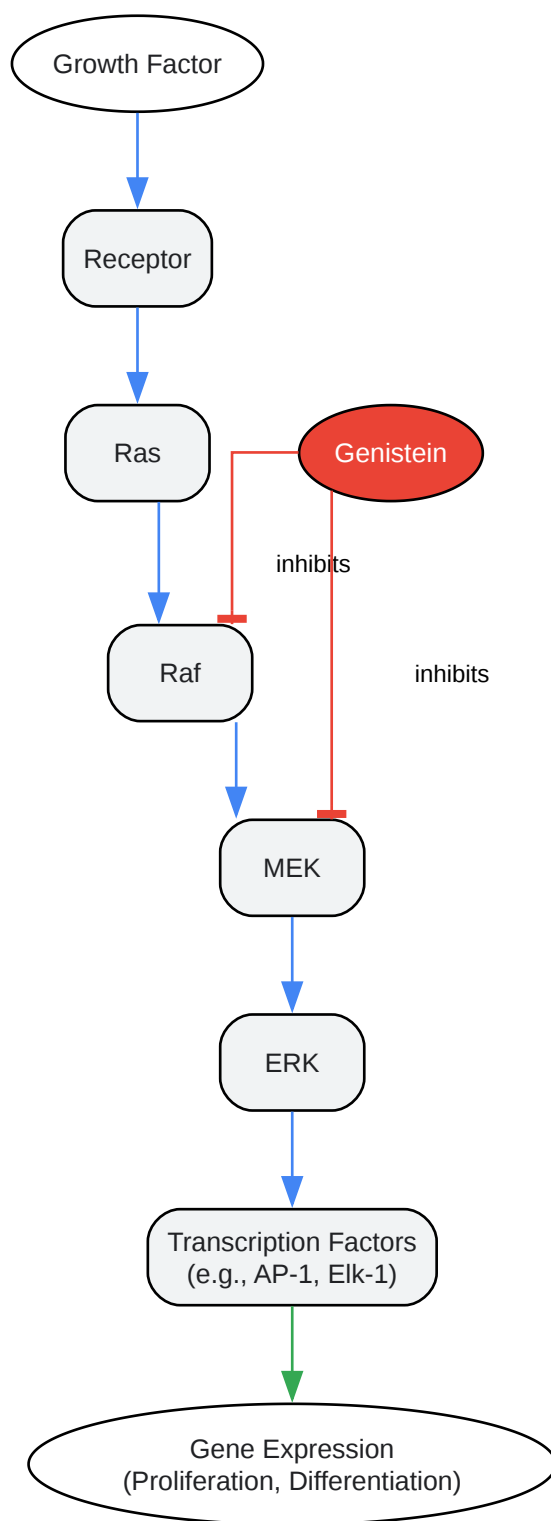 Growth Factor
Receptor
Ras
Genistein
inhibits
Raf
inhibits
MEK
ERK
Transcription Factors
(e.g., AP-1, Elk-1)
Gene Expression
(Proliferation, Differentiation)